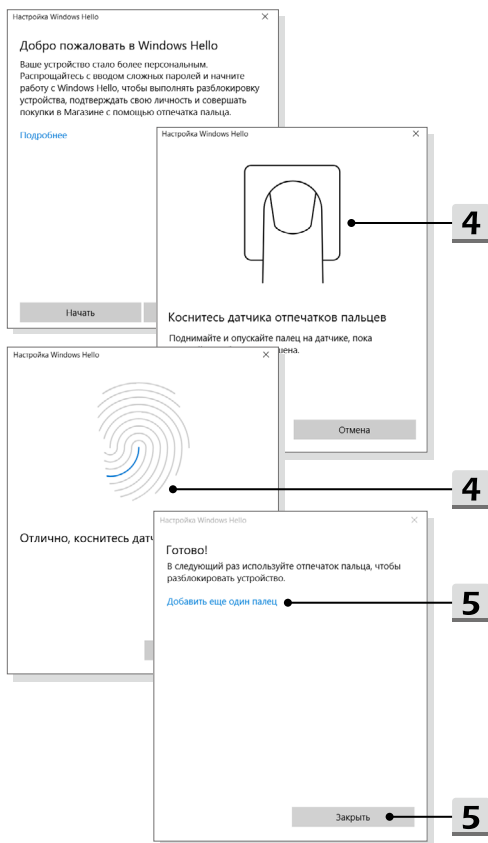 Настройка Windows Hello
Добро пожаловать в Windows Hello
Ваше устройство стало более персональным.
Распрощайтесь с вводом сложных паролей и начните
работу с Windows Hello, чтобы выполнять разблокировку
устройства, подтверждать свою личность и совершать
покупки в Магазине с помощью отпечатка пальца.
Подробнее
Начать
Настройка Windows Hello
4
Коснитесь датчика отпечатков пальцев
Поднимайте и опускайте палец на датчике, пока
Отмена
Настройка Windows Hello
4
Отлично, коснитесь
Настройка Windows Hello
Готово!
В следующий раз используйте отпечаток пальца, чтобы
разблокировать устройство.
Добавить еще один палец
5
Закрыть
5